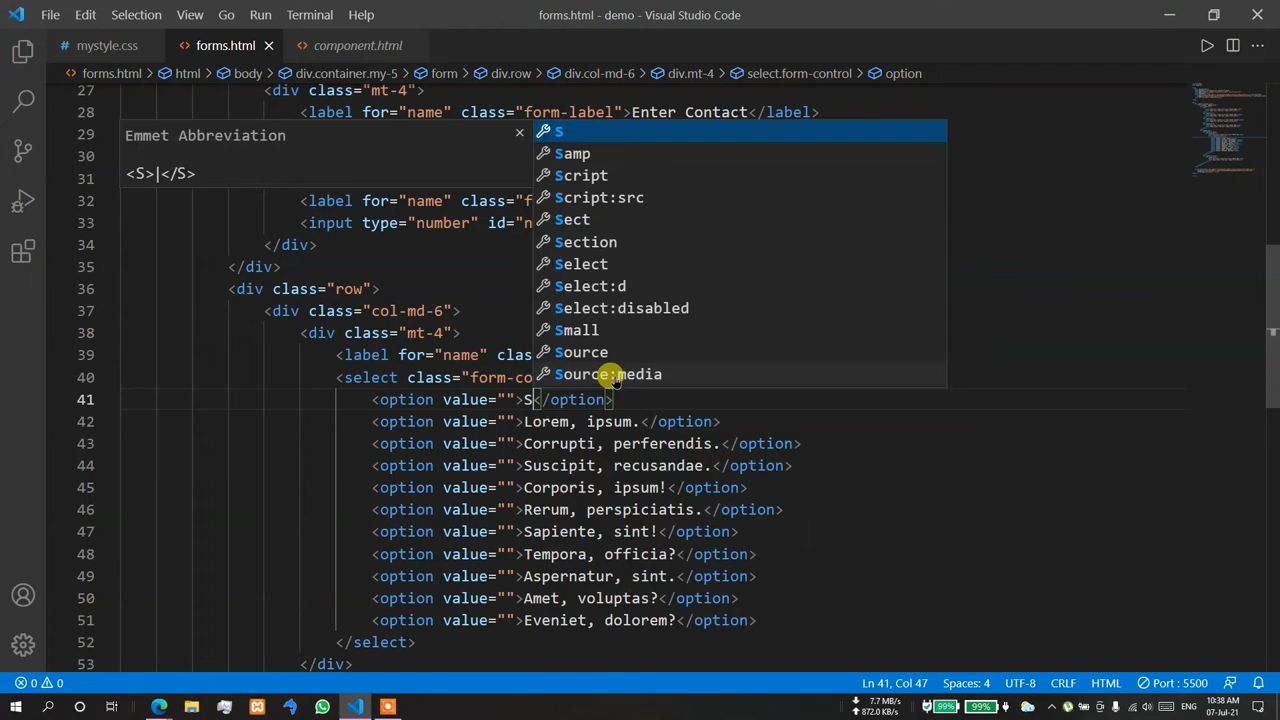 File Edit Selection View Go Run Terminal Help forms.html - demo - Visual Studio Code
mystyle.css forms.html component.html
forms.html > html > body > div.container.my-5 > form > div.row > div.col-md-6 > div.mt-4 > select.form-control > option
27 <div class="mt-4">
28 <label for="name" class="form-label">Enter Contact</label>
29
30
31
Emmet Abbreviation
<S>|</S>
S
Samp
Script
Script:src
Sect
Section
Select
Select:d
Select:disabled
Small
Source
Source:media
32 <label for="name" class="f
33 <input type="number" id="n
34 </div>
35 </div>
36 <div class="row">
37 <div class="col-md-6">
38 <div class="mt-4">
39 <label for="name" clas
40 <select class="form-co
41 <option value="">S</option>
42 <option value="">Lorem, ipsum.</option>
43 <option value="">Corrupti, perferendis.</option>
44 <option value="">Suscipit, recusandae.</option>
45 <option value="">Corporis, ipsum!</option>
46 <option value="">Rerum, perspiciatis.</option>
47 <option value="">Sapiente, sint!</option>
48 <option value="">Tempora, officia?</option>
49 <option value="">Aspernatur, sint.</option>
50 <option value="">Amet, voluptas?</option>
51 <option value="">Eveniet, dolorem?</option>
52 </select>
53 </div>
0 0 Ln 41, Col 47 Spaces: 4 UTF-8 CRLF HTML Port : 5500
7.7 MB/s
872.0 KB/s
99% 99% ENG 10:38 AM
07-Jul-21